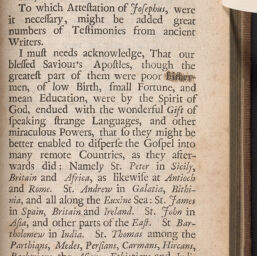 To which Atteſtation of Joſephus, were
it neceſſary, might be added great
numbers of Teſtimonies from ancient
Writers.
I muſt needs acknowledge, That our
bleſſed Saviour's Apoſtles, though the
greateſt part of them were poor fiſher-
men, of low Birth, ſmall Fortune, and
mean Education, were by the Spirit of
God, endued with the wonderful Gift of
ſpeaking ſtrange Languages, and other
miraculous Powers, that ſo they might be
better enabled to diſperſe the Goſpel into
many remote Countries, as they after-
wards did: Namely St. Peter in Sicily,
Britain and Africa, as likewiſe at Antioch
and Rome. St. Andrew in Galatia, Bithi-
nia, and all along the Euxine Sea: St. James
in Spain, Britain and Ireland. St. John in
Aſia, and other parts of the Eaſt. St Bar-
tholomew in India. St. Thomas among the
Parthians, Medes, Perſians, Carmans, Hircans,